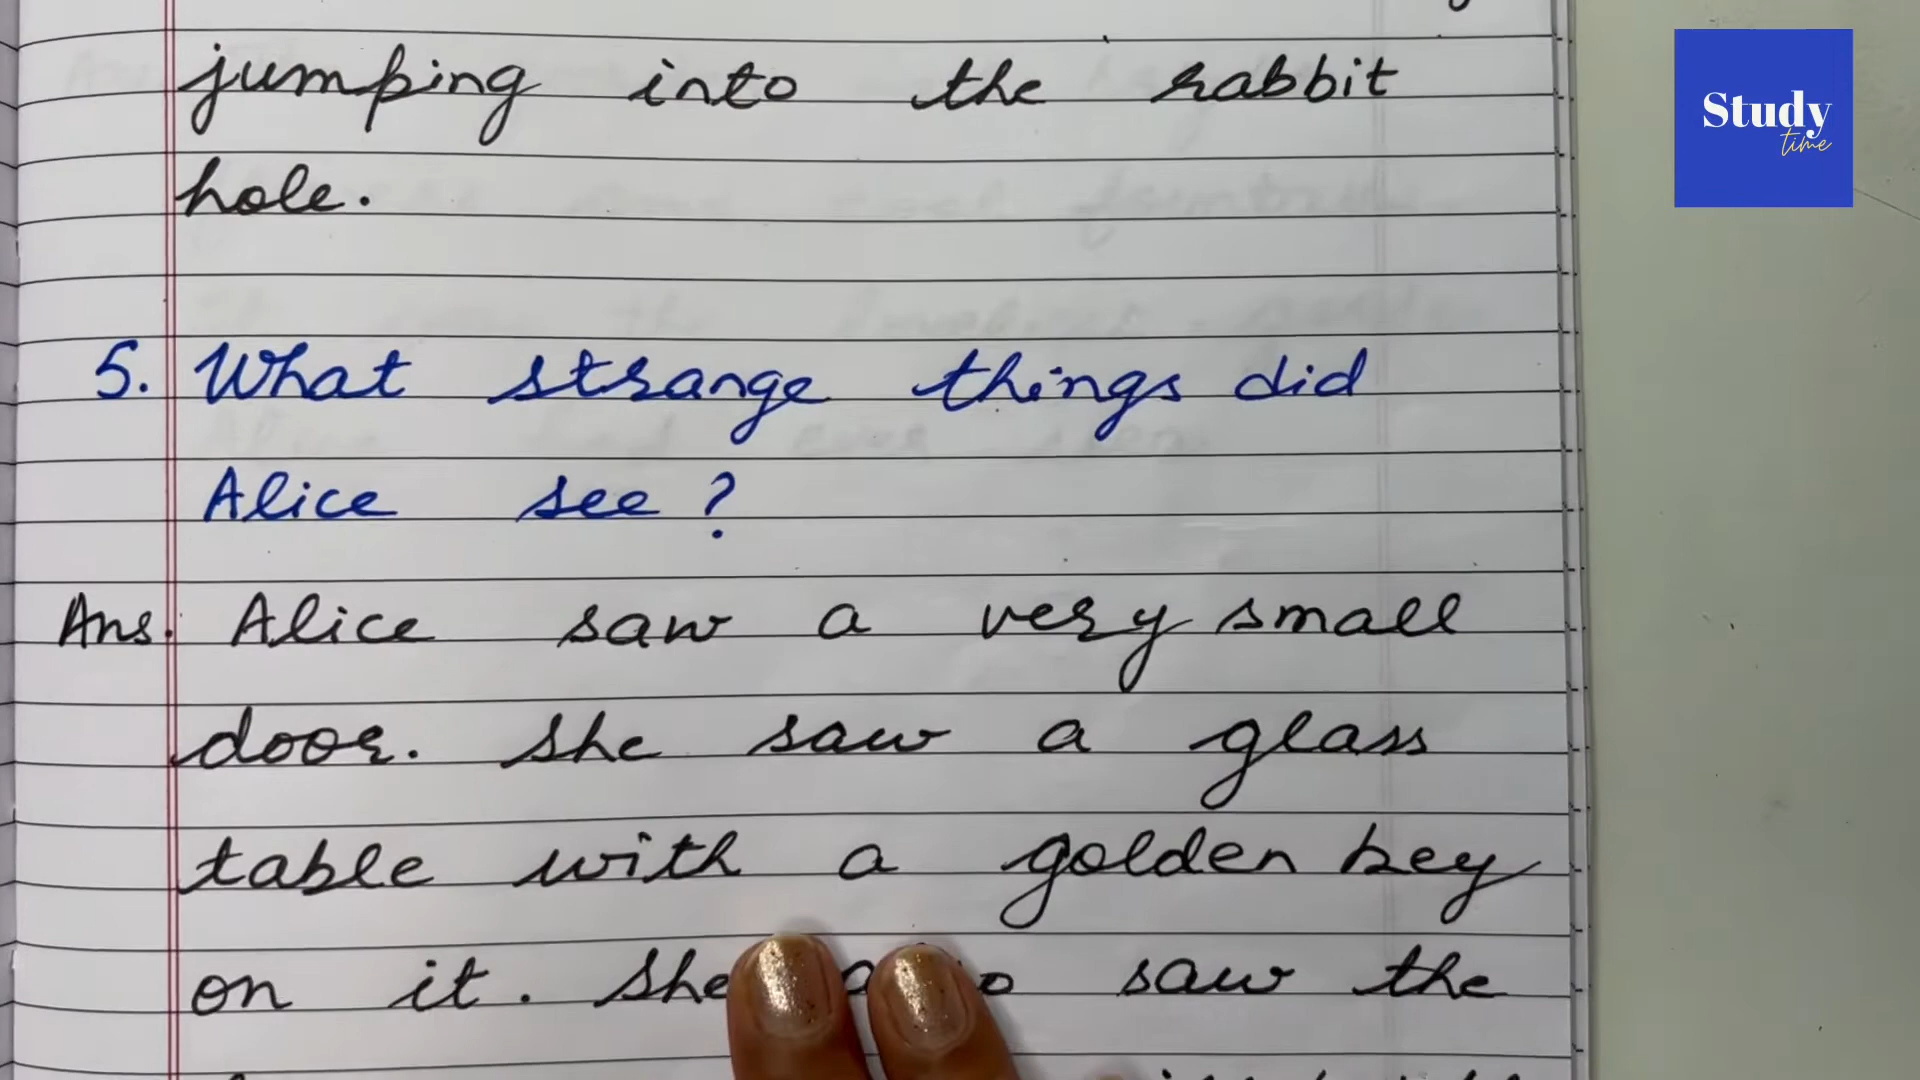 jumping into the rabbit
hole.
5. What strange things did
Alice see?
Ans. Alice saw a very small
door. She saw a glass
table with a golden key
on it. She saw the
Study
time